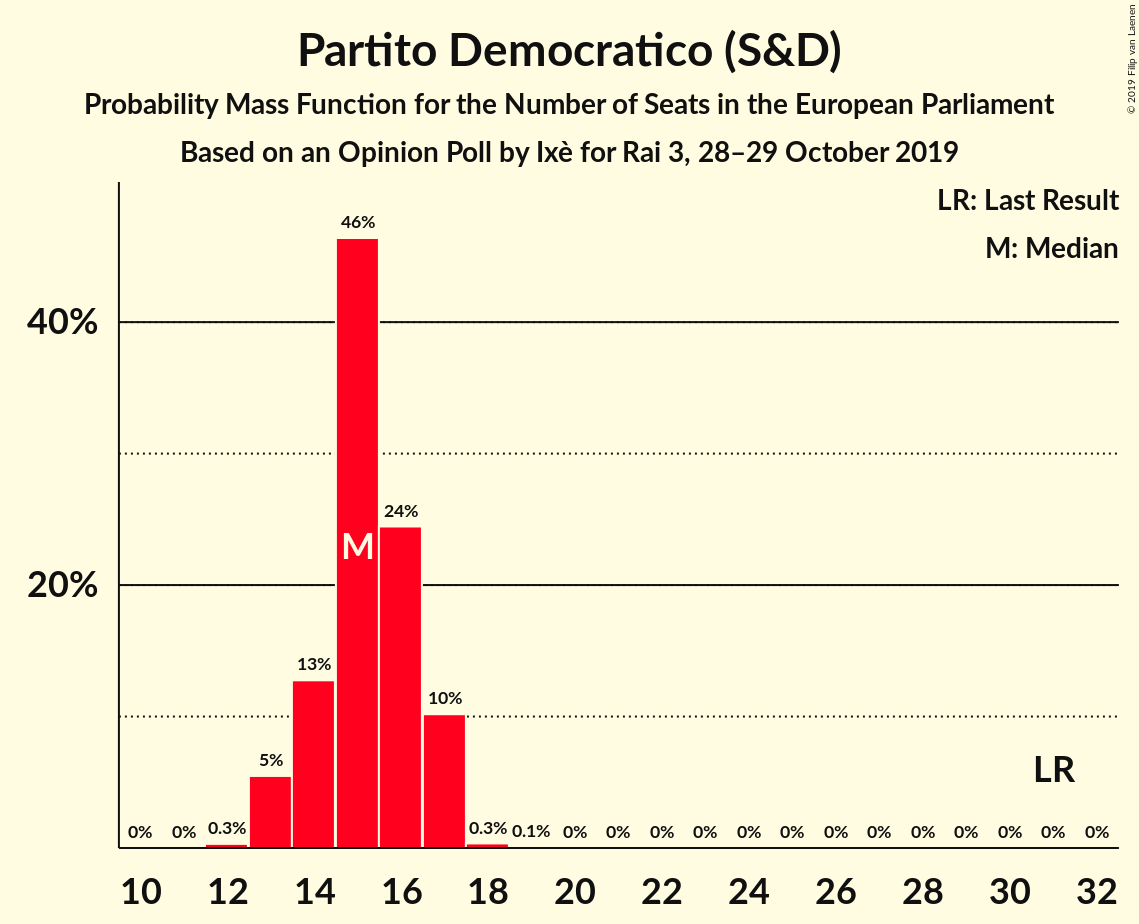 Partito Democratico (S&D)
Probability Mass Function for the Number of Seats in the European Parliament
Based on an Opinion Poll by Ixè for Rai 3, 28–29 October 2019
© 2019 Filip van Laenen
LR: Last Result
M: Median
46%
40%
24%
M
20%
13%
10%
5%
LR
0% 0% 0.3% 0.3% 0.1% 0% 0% 0% 0% 0% 0% 0% 0% 0% 0% 0% 0% 0%
10 12 14 16 18 20 22 24 26 28 30 32